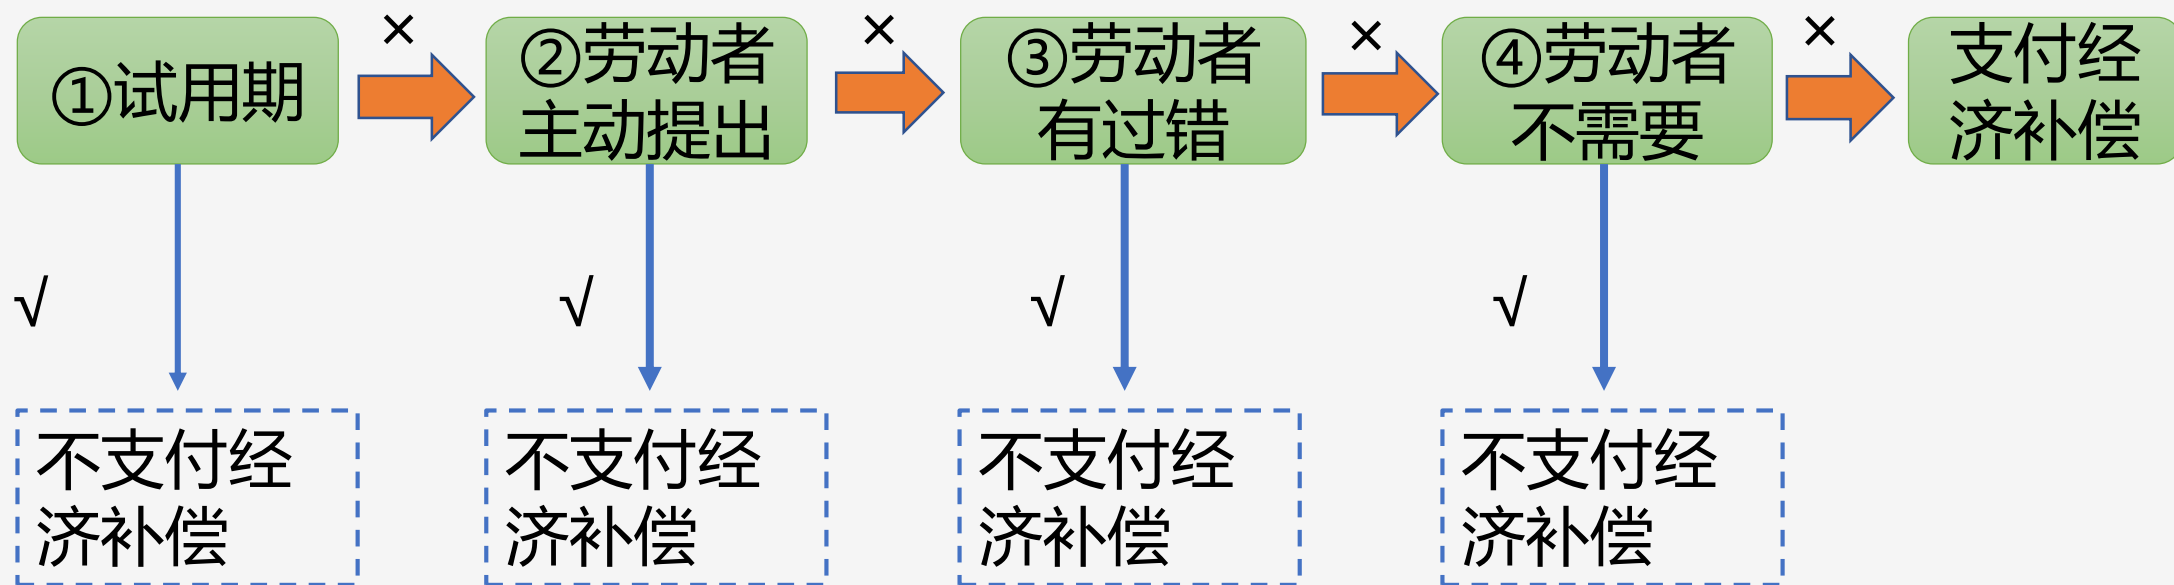 ×
×
×
×
①试用期
②劳动者
主动提出
③劳动者
有过错
④劳动者
不需要
支付经
济补偿
√
√
√
√
不支付经
济补偿
不支付经
济补偿
不支付经
济补偿
不支付经
济补偿